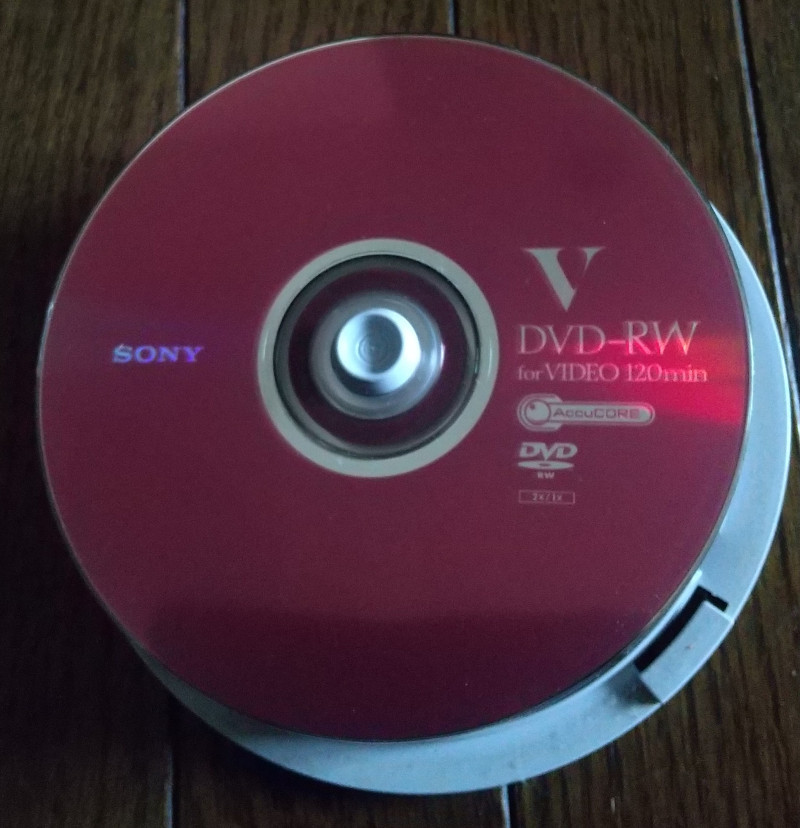 SONY
V
DVD-RW
for VIDEO 120min
AccuCORE
DVD
RW
2x/1x